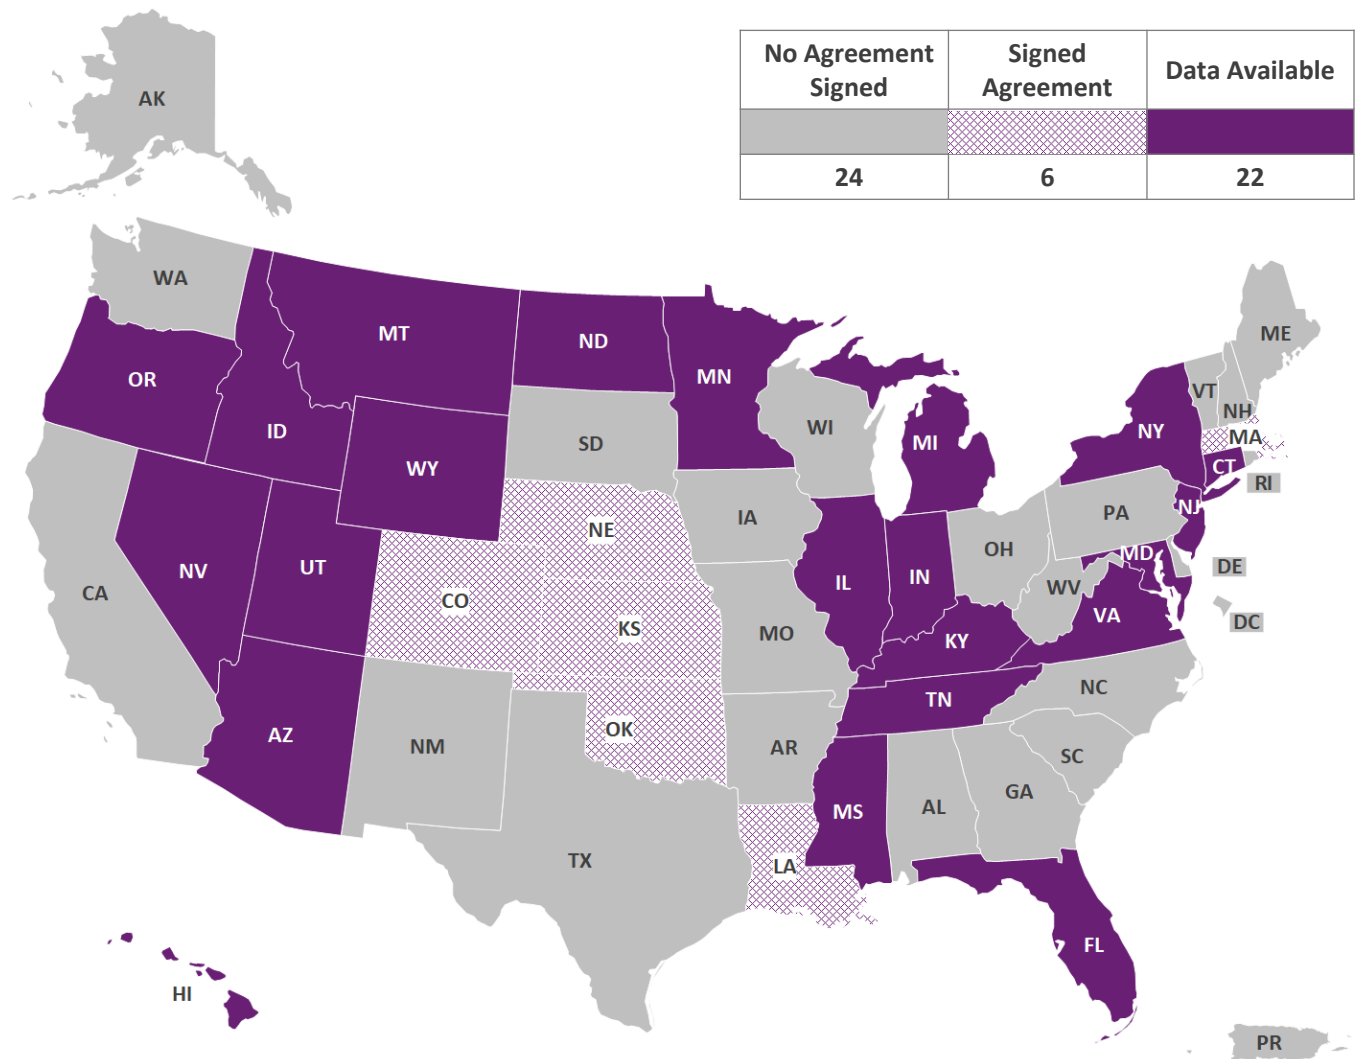 No Agreement Signed
Signed Agreement
Data Available
24
6
22
AK
WA
MT
ND
MN
ME
OR
ID
WY
SD
WI
MI
VT
NH
NY
MA
CT
RI
NE
IA
PA
NJ
NV
UT
CO
KS
IL
IN
OH
WV
MD
DE
CA
MO
KY
VA
DC
AZ
NM
OK
AR
TN
NC
SC
TX
LA
MS
AL
GA
FL
HI
PR